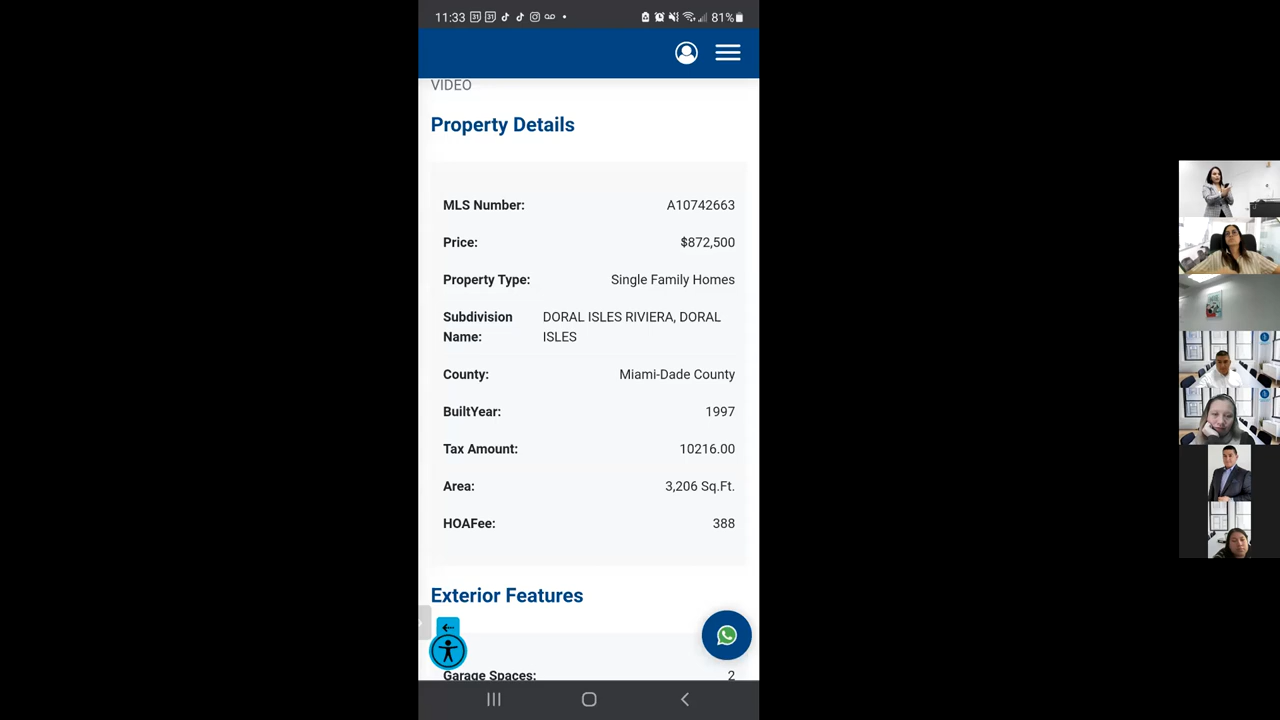 11:33 31 31 81%
VIDEO
Property Details
MLS Number: A10742663
Price: $872,500
Property Type: Single Family Homes
Subdivision DORAL ISLES RIVIERA, DORAL
Name: ISLES
County: Miami-Dade County
BuiltYear: 1997
Tax Amount: 10216.00
Area: 3,206 Sq.Ft.
HOAFee: 388
Exterior Features
Garage Spaces: 2